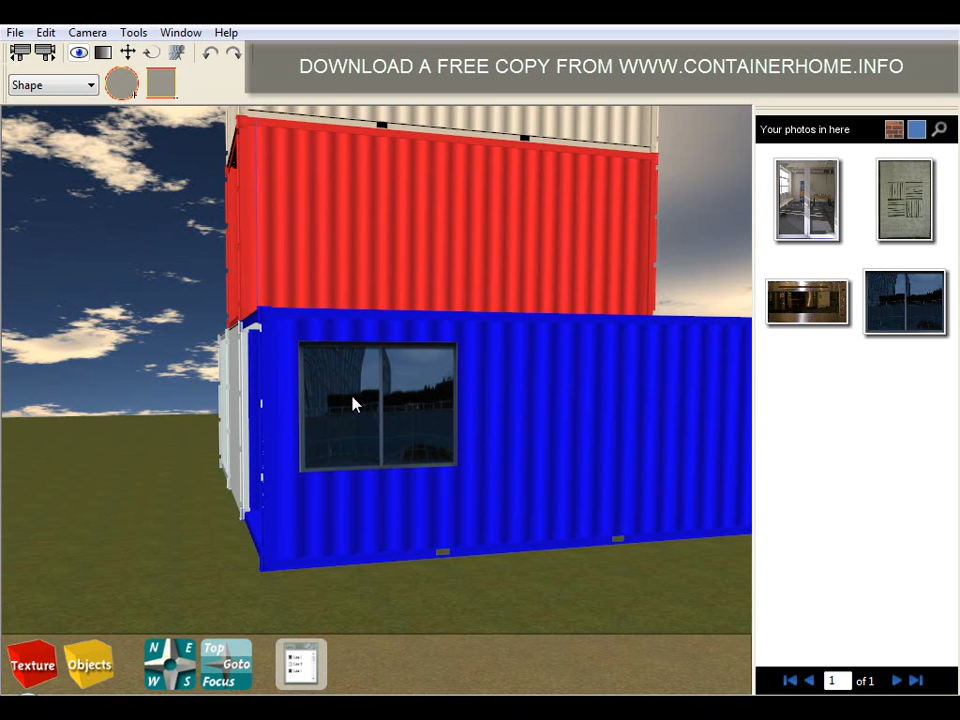 File Edit Camera Tools Window Help
DOWNLOAD A FREE COPY FROM WWW.CONTAINERHOME.INFO
Shape
Your photos in here
Texture
Objects
N E
W S
Top
Goto
Focus
1 of 1